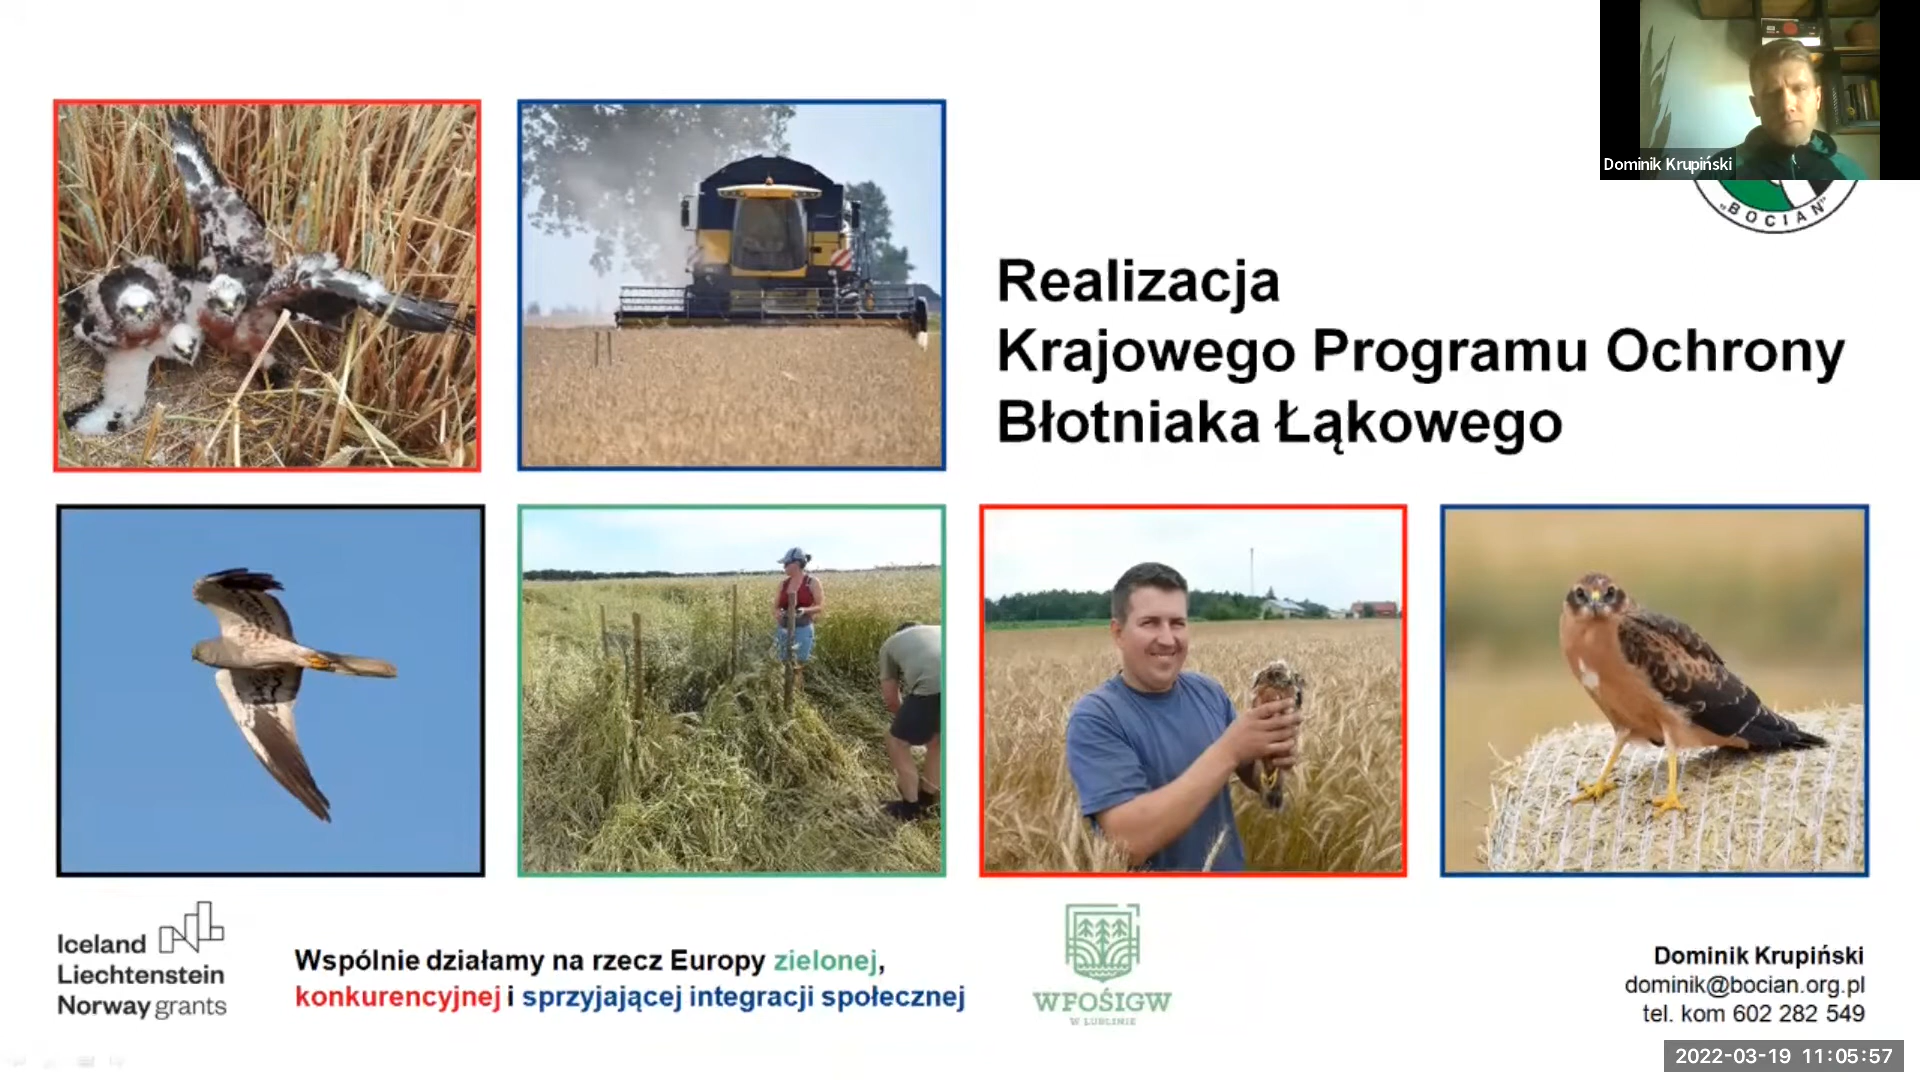 Dominik Krupiński
„BOCIAN”
Realizacja
Krajowego Programu Ochrony
Błotniaka Łąkowego
Iceland
Liechtenstein
Norway grants
Wspólnie działamy na rzecz Europy zielonej,
konkurencyjnej i sprzyjającej integracji społecznej
WFOŚIGW
W LUBLINIE
Dominik Krupiński
dominik@bocian.org.pl
tel. kom 602 282 549
2022-03-19 11:05:57